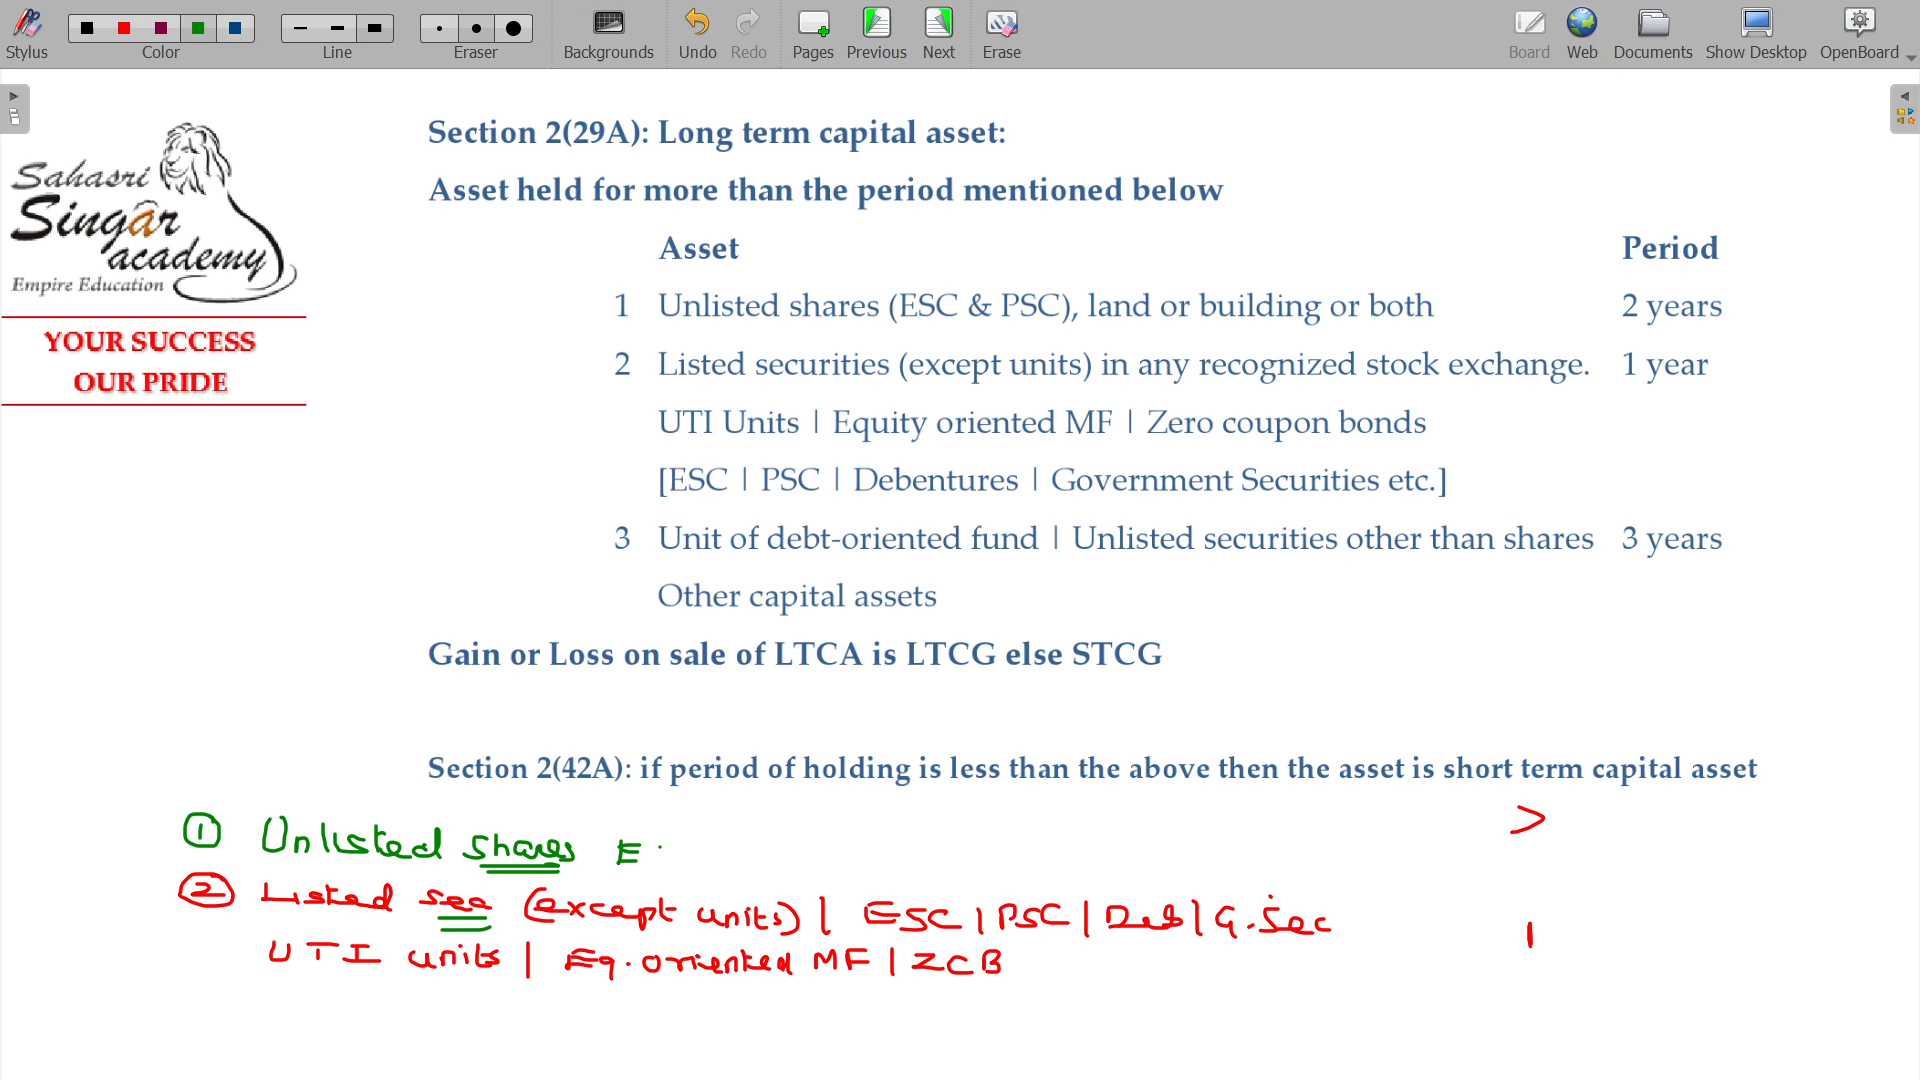 Stylus Color Line Eraser Backgrounds Undo Redo Pages Previous Next Erase Board Web Documents Show Desktop OpenBoard
Sahasri
Singar
academy
Empire Education
YOUR SUCCESS
OUR PRIDE
Section 2(29A): Long term capital asset:
Asset held for more than the period mentioned below
Asset Period
1 Unlisted shares (ESC & PSC), land or building or both 2 years
2 Listed securities (except units) in any recognized stock exchange. 1 year
UTI Units | Equity oriented MF | Zero coupon bonds
[ESC | PSC | Debentures | Government Securities etc.]
3 Unit of debt-oriented fund | Unlisted securities other than shares 3 years
Other capital assets
Gain or Loss on sale of LTCA is LTCG else STCG
Section 2(42A): if period of holding is less than the above then the asset is short term capital asset
>
① Unlisted shares E
② Listed sec (except units) | ESC | PSC | Deb | G.Sec 1
UTI units | Eq. oriented MF | ZCB